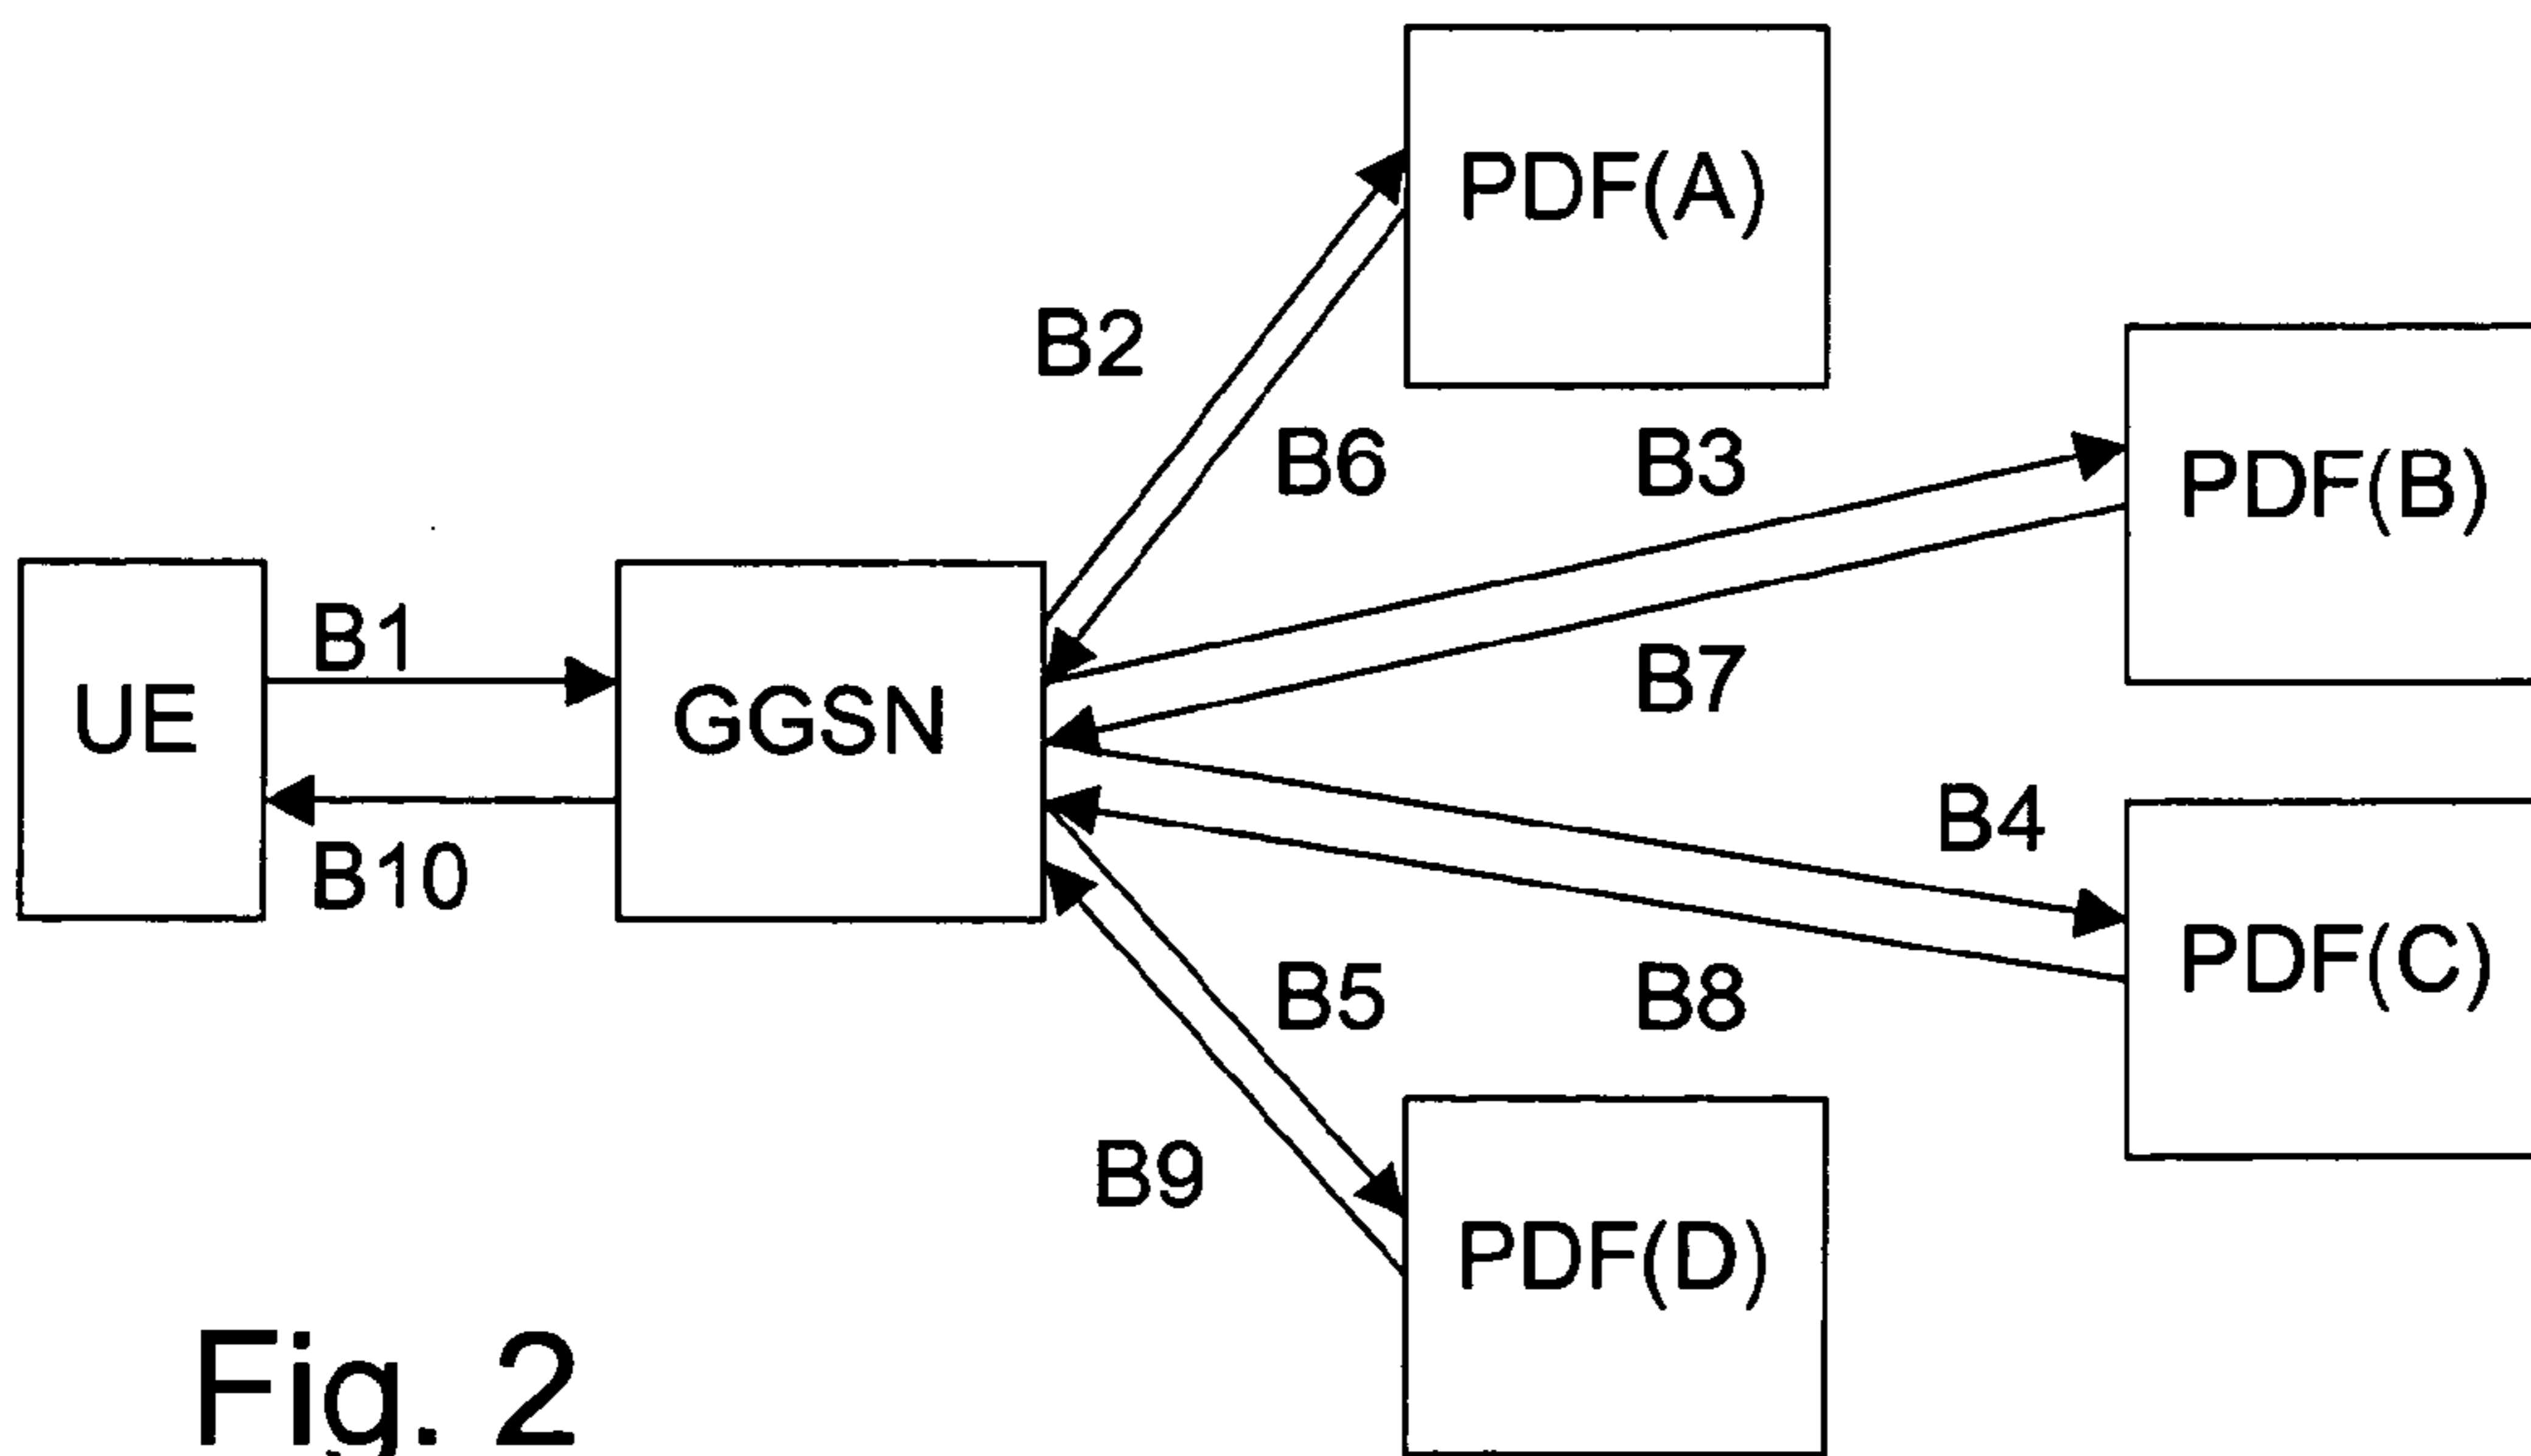 PDF(A)
B2
B6
B3
PDF(B)
B1
UE
GGSN
B7
B10
B4
PDF(C)
B5
B8
B9
PDF(D)
Fig. 2